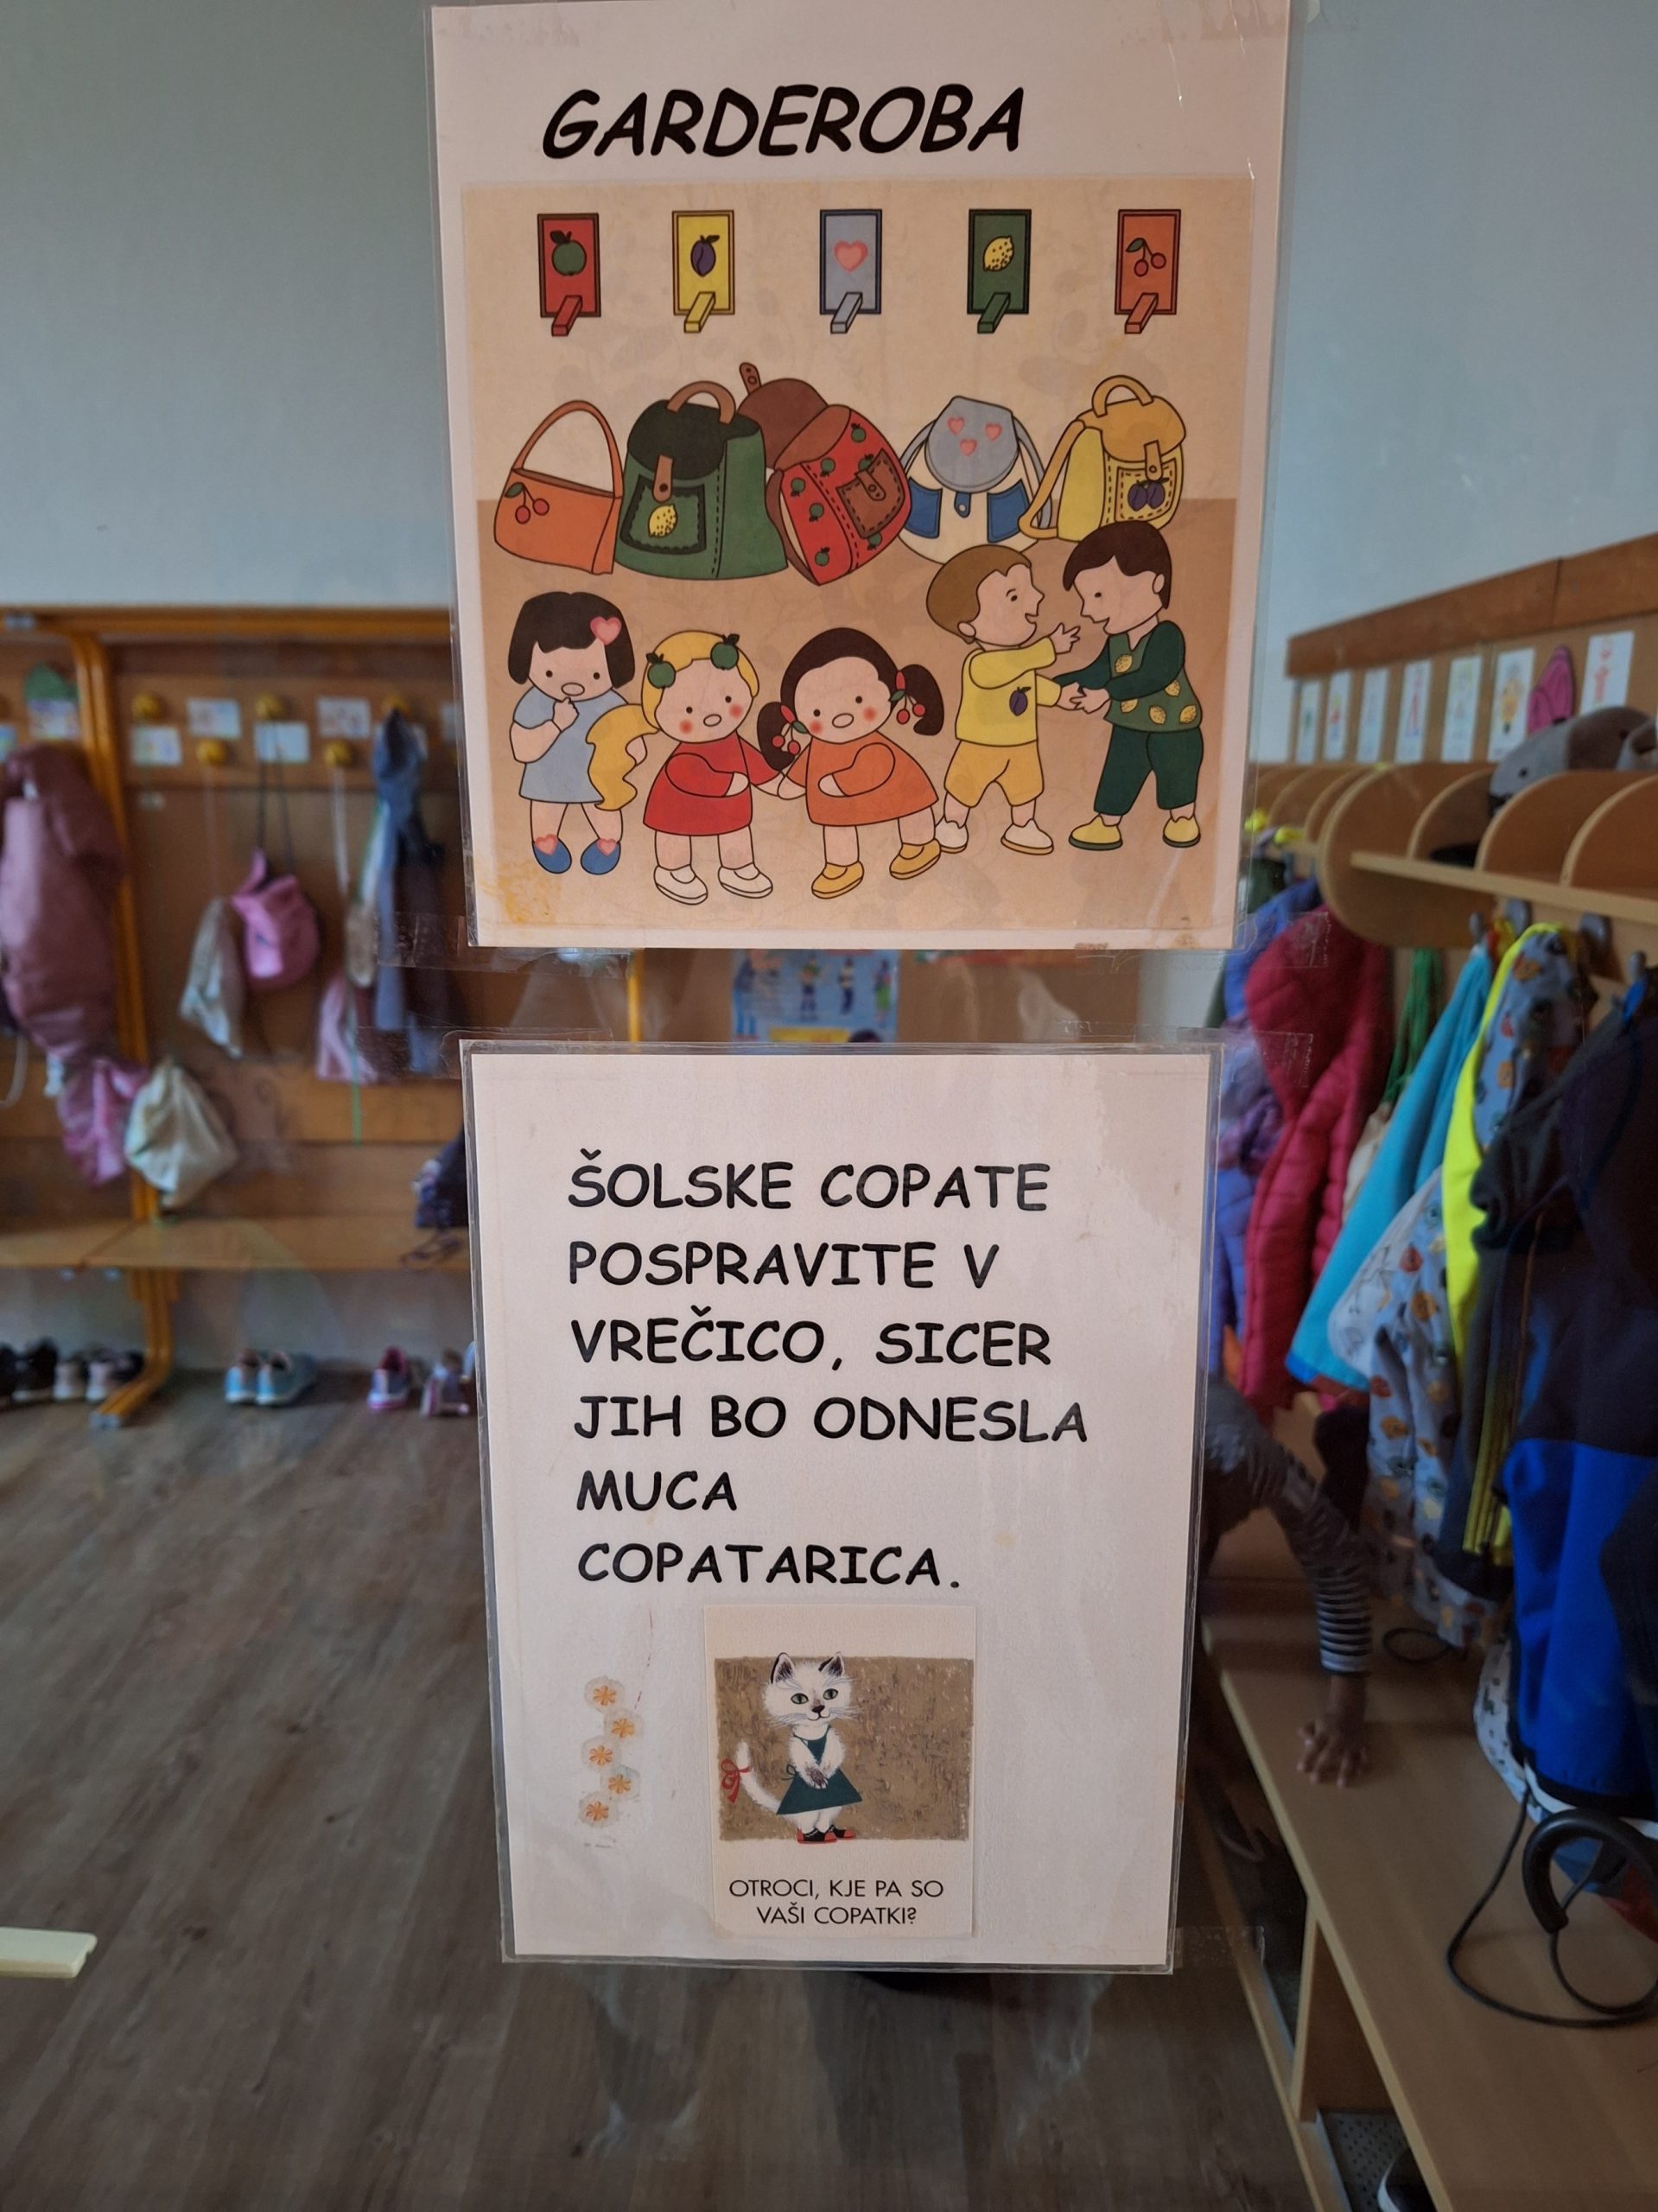 GARDEROBA
ŠOLSKE COPATE
POSPRAVITE V
VREČICO, SICER
JIH BO ODNESLA
MUCA
COPATARICA.
OTROCI, KJE PA SO
VAŠI COPATKI?